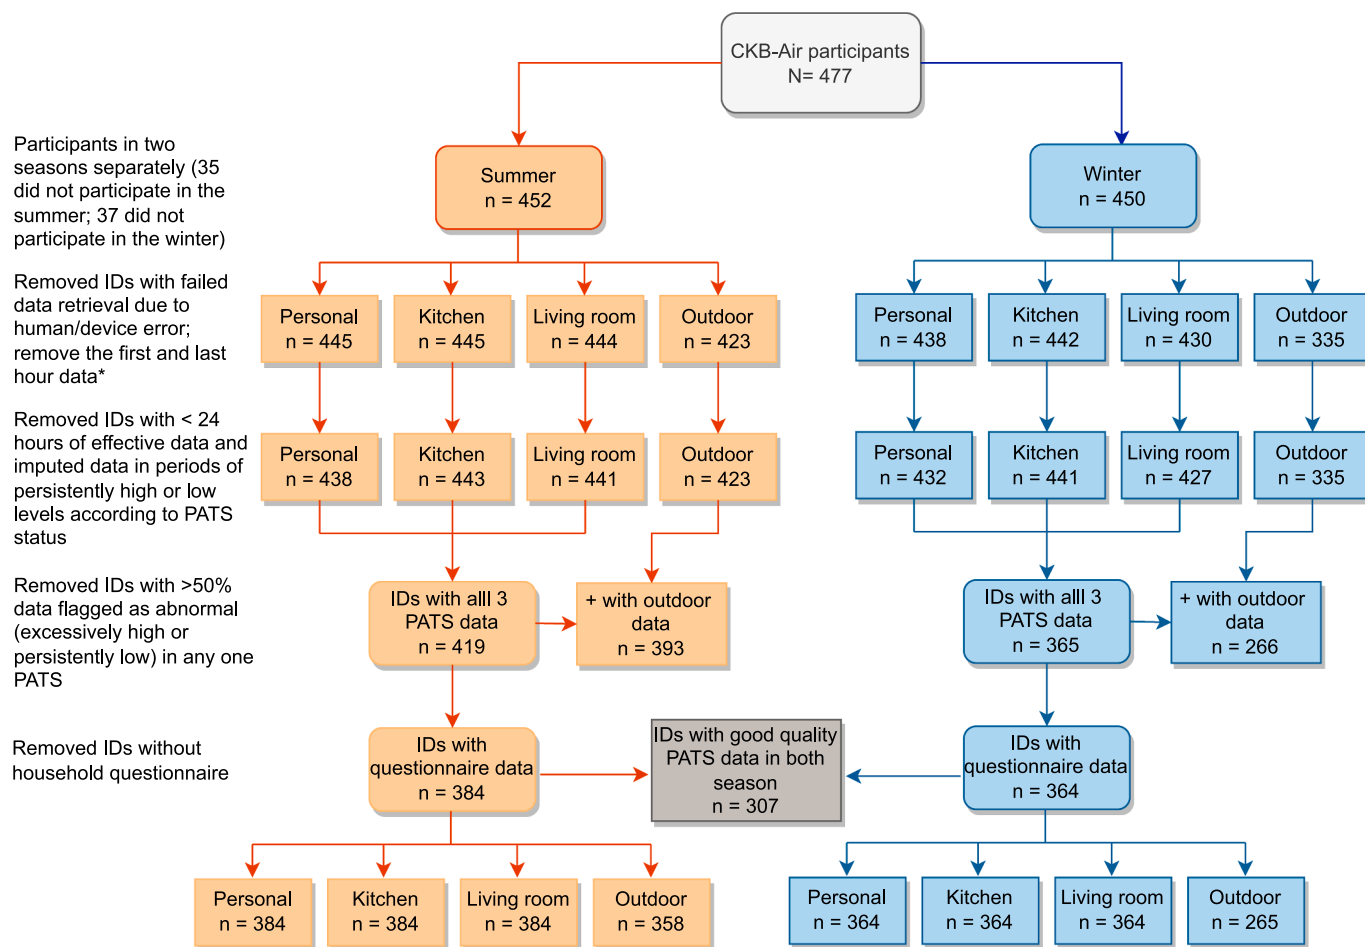 CKB-Air participants
N= 477
Participants in two
seasons separately (35
did not participate in the
summer; 37 did not
participate in the winter)
Summer
n = 452
Winter
n = 450
Removed IDs with failed
data retrieval due to
human/device error;
remove the first and last
hour data*
Personal
n = 445
Kitchen
n = 445
Living room
n = 444
Outdoor
n = 423
Personal
n = 438
Kitchen
n = 442
Living room
n = 430
Outdoor
n = 335
Removed IDs with < 24
hours of effective data and
imputed data in periods of
persistently high or low
levels according to PATS
status
Personal
n = 438
Kitchen
n = 443
Living room
n = 441
Outdoor
n = 423
Personal
n = 432
Kitchen
n = 441
Living room
n = 427
Outdoor
n = 335
Removed IDs with >50%
data flagged as abnormal
(excessively high or
persistently low) in any one
PATS
IDs with alll 3
PATS data
n = 419
+ with outdoor
data
n = 393
IDs with alll 3
PATS data
n = 365
+ with outdoor
data
n = 266
Removed IDs without
household questionnaire
IDs with
questionnaire data
n = 384
IDs with good quality
PATS data in both
season
n = 307
IDs with
questionnaire data
n = 364
Personal
n = 384
Kitchen
n = 384
Living room
n = 384
Outdoor
n = 358
Personal
n = 364
Kitchen
n = 364
Living room
n = 364
Outdoor
n = 265